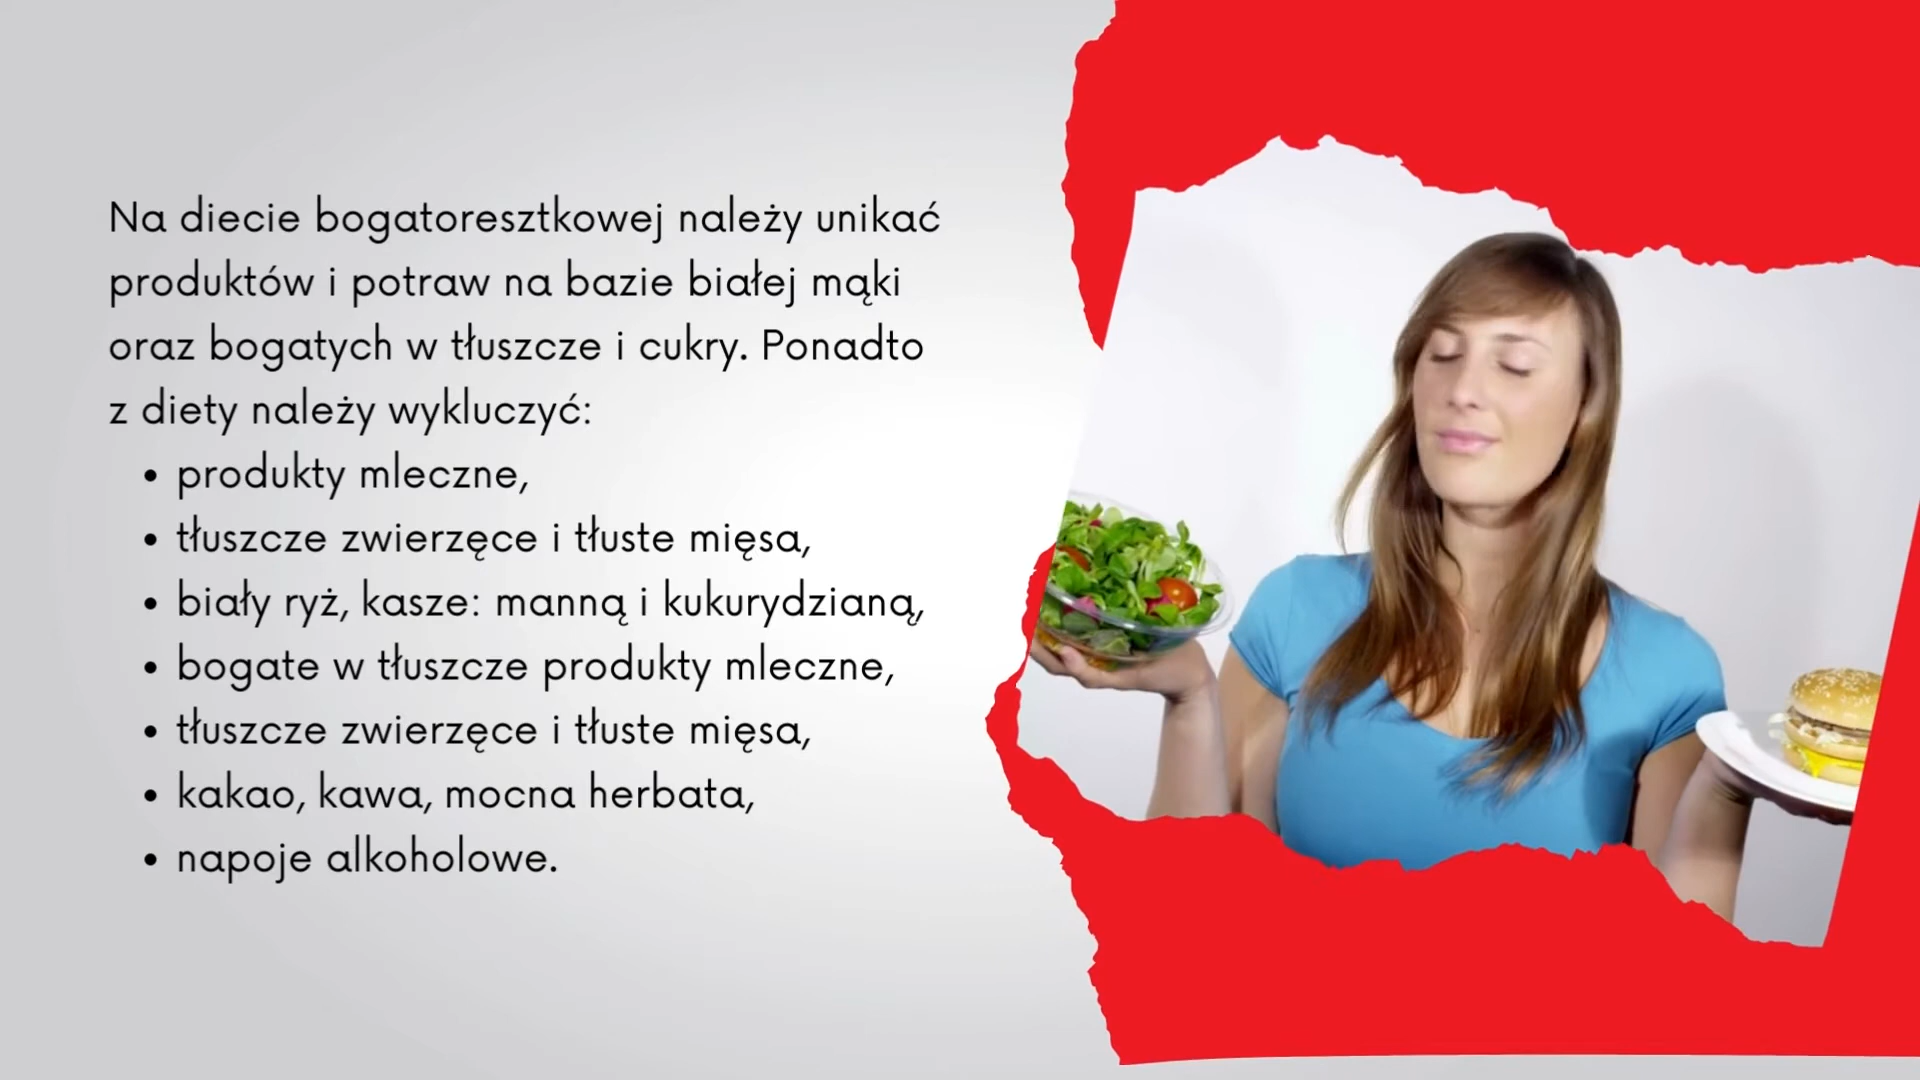 Na diecie bogatoresztkowej należy unikać
produktów i potraw na bazie białej mąki
oraz bogatych w tłuszcze i cukry. Ponadto
z diety należy wykluczyć:
• produkty mleczne,
• tłuszcze zwierzęce i tłuste mięsa,
• biały ryż, kasze: manną i kukurydzianą,
• bogate w tłuszcze produkty mleczne,
• tłuszcze zwierzęce i tłuste mięsa,
• kakao, kawa, mocna herbata,
• napoje alkoholowe.